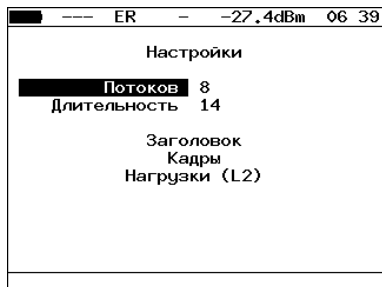 --- ER - -27.4dBm 06 39
Настройки
Потоков 8
Длительность 14
Заголовок
Кадры
Нагрузки (L2)